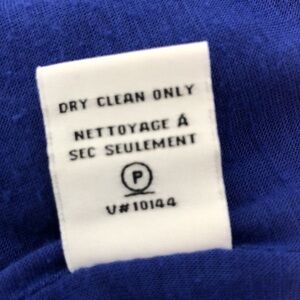 DRY CLEAN ONLY
NETTOYAGE Á
SEC SEULEMENT
P
V#10144